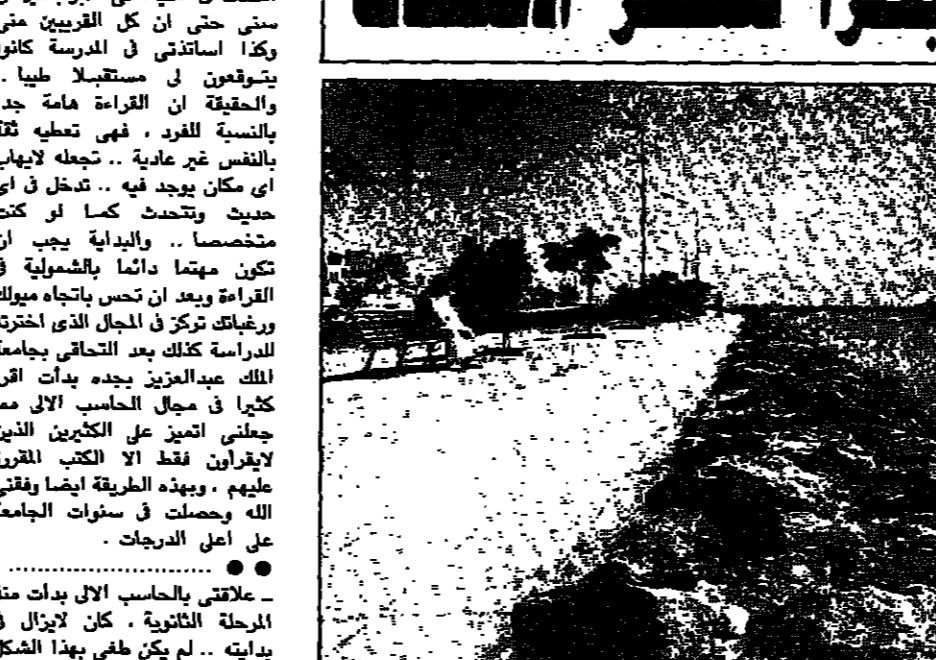 سنى حتى ان كل القريبين منى
وكذا اساتذتى فى المدرسة كانو
يتوقعون لى مستقبلا طيبا ..
والحقيقة ان القراءة هامة جد
بالنسبة للفرد ، فهى تعطيه ثقة
بالنفس غير عادية .. تجعله لايهاب
اى مكان يوجد فيه .. تدخل فى اى
حديث وتتحدث كما لو كنت
متخصصا .. والبداية يجب ان
تكون مهتما دائما بالشمولية فى
القراءة وبعد ان تحس باتجاه ميولك
ورغباتك تركز فى المجال الذى اخترته
للدراسة كذلك بعد التحاقى بجامعة
الملك عبدالعزيز بجده بدأت اقر
كثيرا فى مجال الحاسب الالى مم
جعلنى اتميز على الكثيرين الذين
لايقرأون فقط الا الكتب المقررة
عليهم ، وبهذه الطريقة ايضا وفقنى
الله وحصلت فى سنوات الجامعة
على اعلى الدرجات .
●● ......................
ـ علاقتى بالحاسب الالى بدأت منذ
المرحلة الثانوية ، كان لايزال فى
بدايته .. لم يكن طغى بهذا الشكل